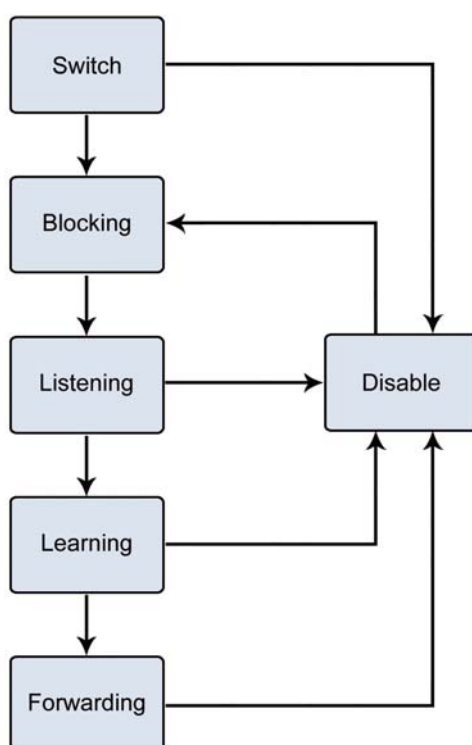 Switch
Blocking
Listening
Disable
Learning
Forwarding